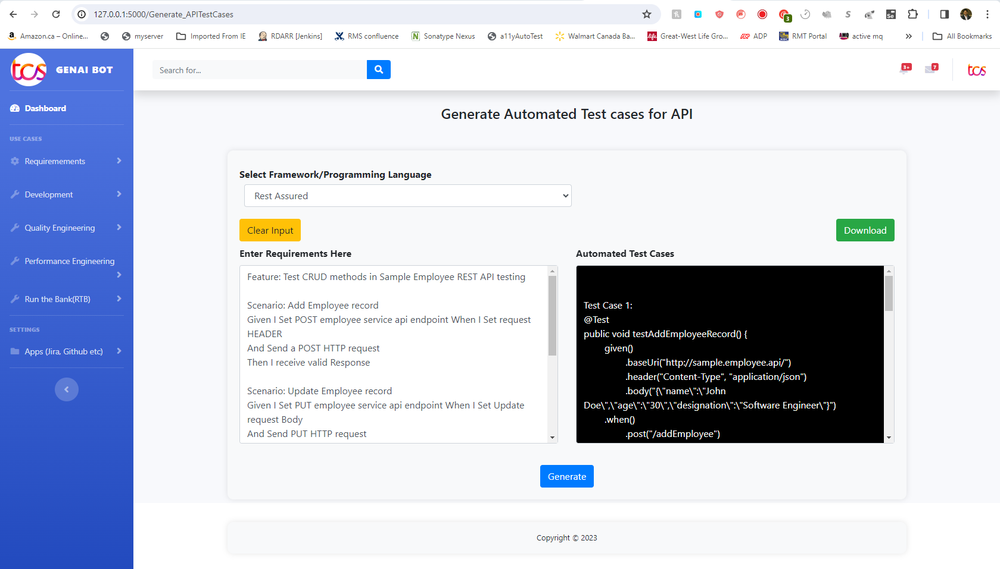 127.0.0.1:5000/Generate_APITestCases
3
Se
Amazon.ca – Online...
myserver
Imported From IE
RDARR [Jenkins]
RMS confluence
Sonatype Nexus
a11yAutoTest
Walmart Canada Ba...
Great-West Life Gro...
ADP
RMT Portal
active mq
All Bookmarks
tcs
GENAI BOT
Search for...
3+
7
tcs
Dashboard
Generate Automated Test cases for API
USE CASES
Requiremements
Development
Quality Engineering
Performance Engineering
Run the Bank(RTB)
SETTINGS
Apps (Jira, Github etc)
Select Framework/Programming Language
Rest Assured
Clear Input
Download
Enter Requirements Here
Feature: Test CRUD methods in Sample Employee REST API testing
Scenario: Add Employee record
Given I Set POST employee service api endpoint When I Set request
HEADER
And Send a POST HTTP request
Then I receive valid Response
Scenario: Update Employee record
Given I Set PUT employee service api endpoint When I Set Update
request Body
And Send PUT HTTP request
Automated Test Cases
Test Case 1:
@Test
public void testAddEmployeeRecord() {
given()
.baseUri("http://sample.employee.api/")
.header("Content-Type", "application/json")
.body("{\"name\":\"John
Doe\",\"age\":\"30\",\"designation\":\"Software Engineer\"}")
.when()
.post("/addEmployee")
Generate
Copyright © 2023